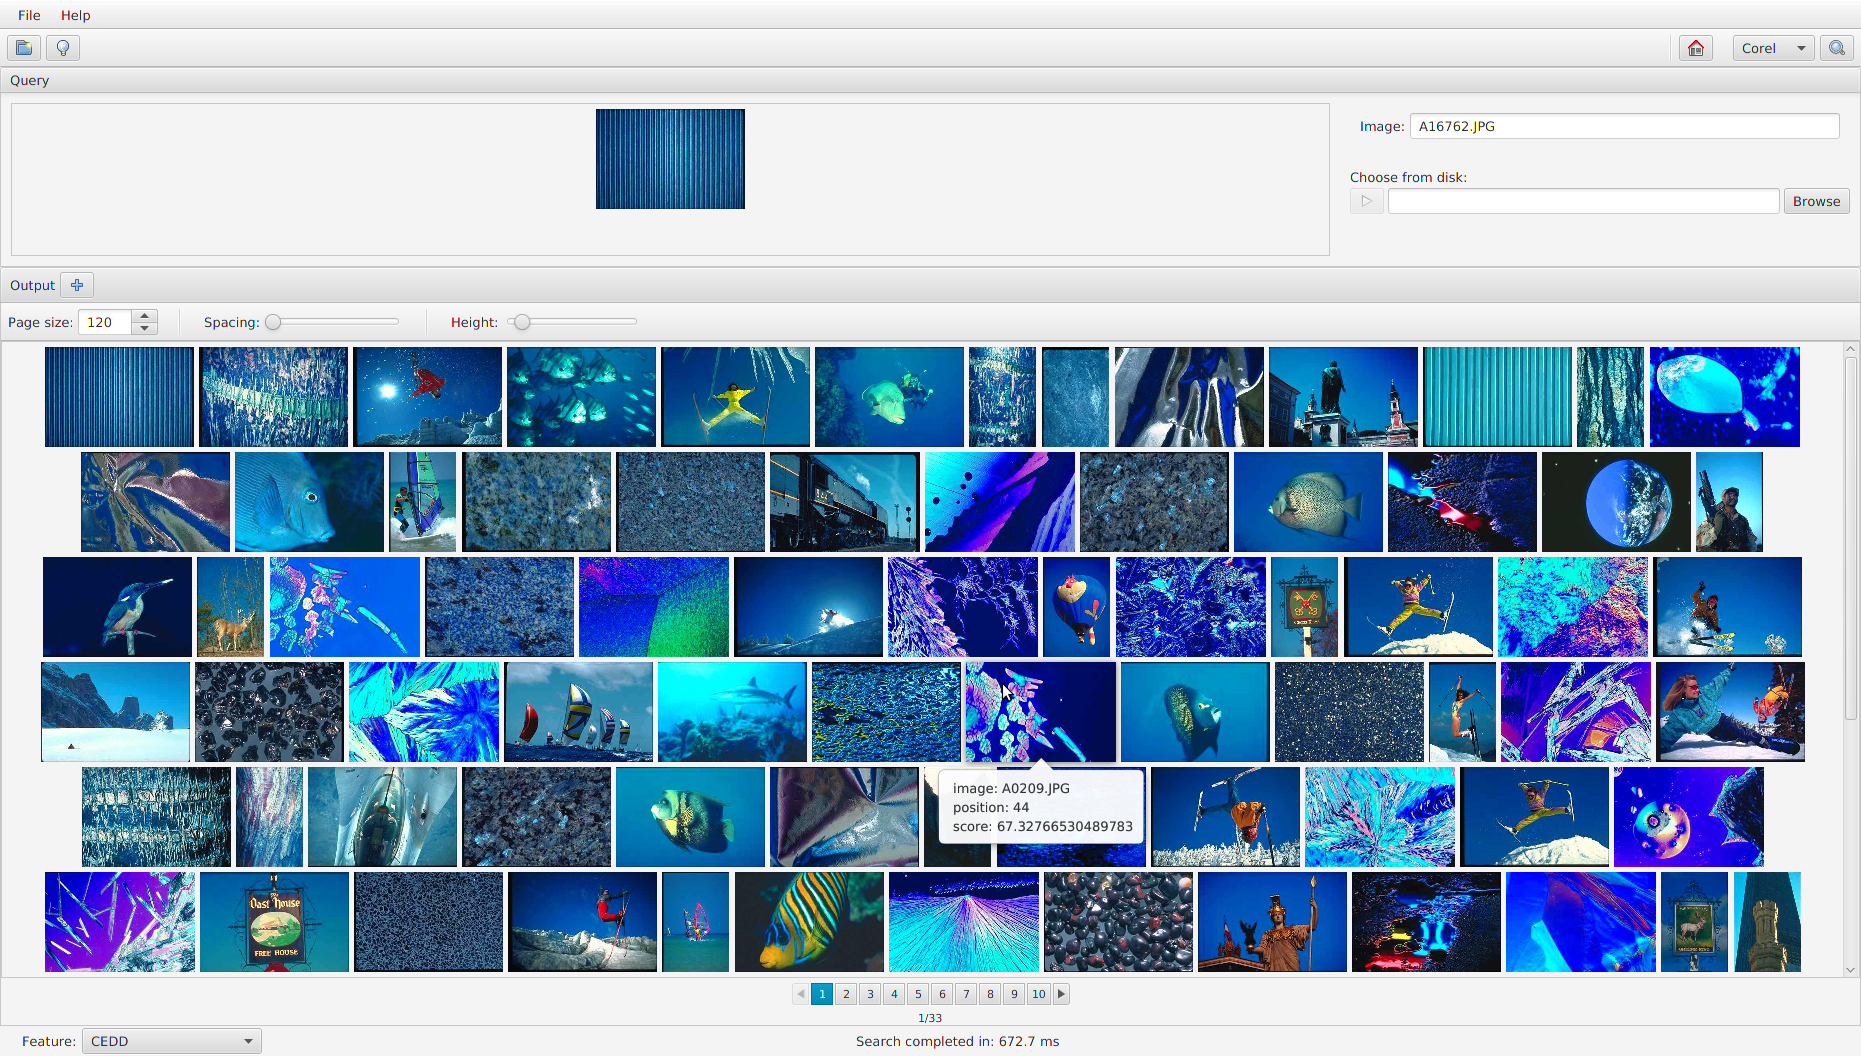 File Help
Corel
Query
Image: A16762.JPG
Choose from disk:
Browse
Output
Page size: 120 Spacing: Height:
image: A0209.JPG
position: 44
score: 67.32766530489783
Oast House
FREE HOUSE
1 2 3 4 5 6 7 8 9 10
1/33
Feature: CEDD Search completed in: 672.7 ms